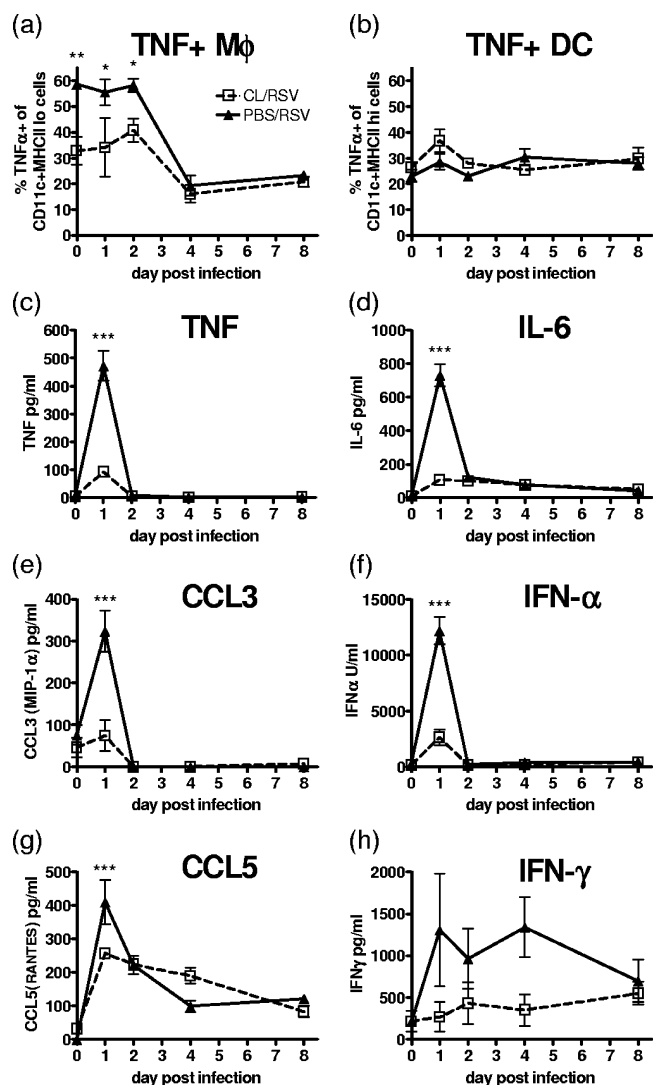 (a)
TNF+ Mϕ
% TNFα+ of
CD11c+MHCII lo cells
60
50
40
30
20
10
0
** * *
CL/RSV
PBS/RSV
0 1 2 3 4 5 6 7 8
day post infection
(b)
TNF+ DC
% TNFα+ of
CD11c+MHCII hi cells
60
50
40
30
20
10
0
0 1 2 3 4 5 6 7 8
day post infection
(c)
TNF
TNF pg/ml
600
500
400
300
200
100
0
***
0 1 2 3 4 5 6 7 8
day post infection
(d)
IL-6
IL-6 pg/ml
1000
800
600
400
200
0
***
0 1 2 3 4 5 6 7 8
day post infection
(e)
CCL3
CCL3 (MIP-1α) pg/ml
400
300
200
100
0
***
0 1 2 3 4 5 6 7 8
day post infection
(f)
IFN-α
IFNα U/ml
15000
10000
5000
0
***
0 1 2 3 4 5 6 7 8
day post infection
(g)
CCL5
CCL5(RANTES) pg/ml
500
400
300
200
100
0
***
0 1 2 3 4 5 6 7 8
day post infection
(h)
IFN-γ
IFNγ pg/ml
2000
1500
1000
500
0
0 1 2 3 4 5 6 7 8
day post infection